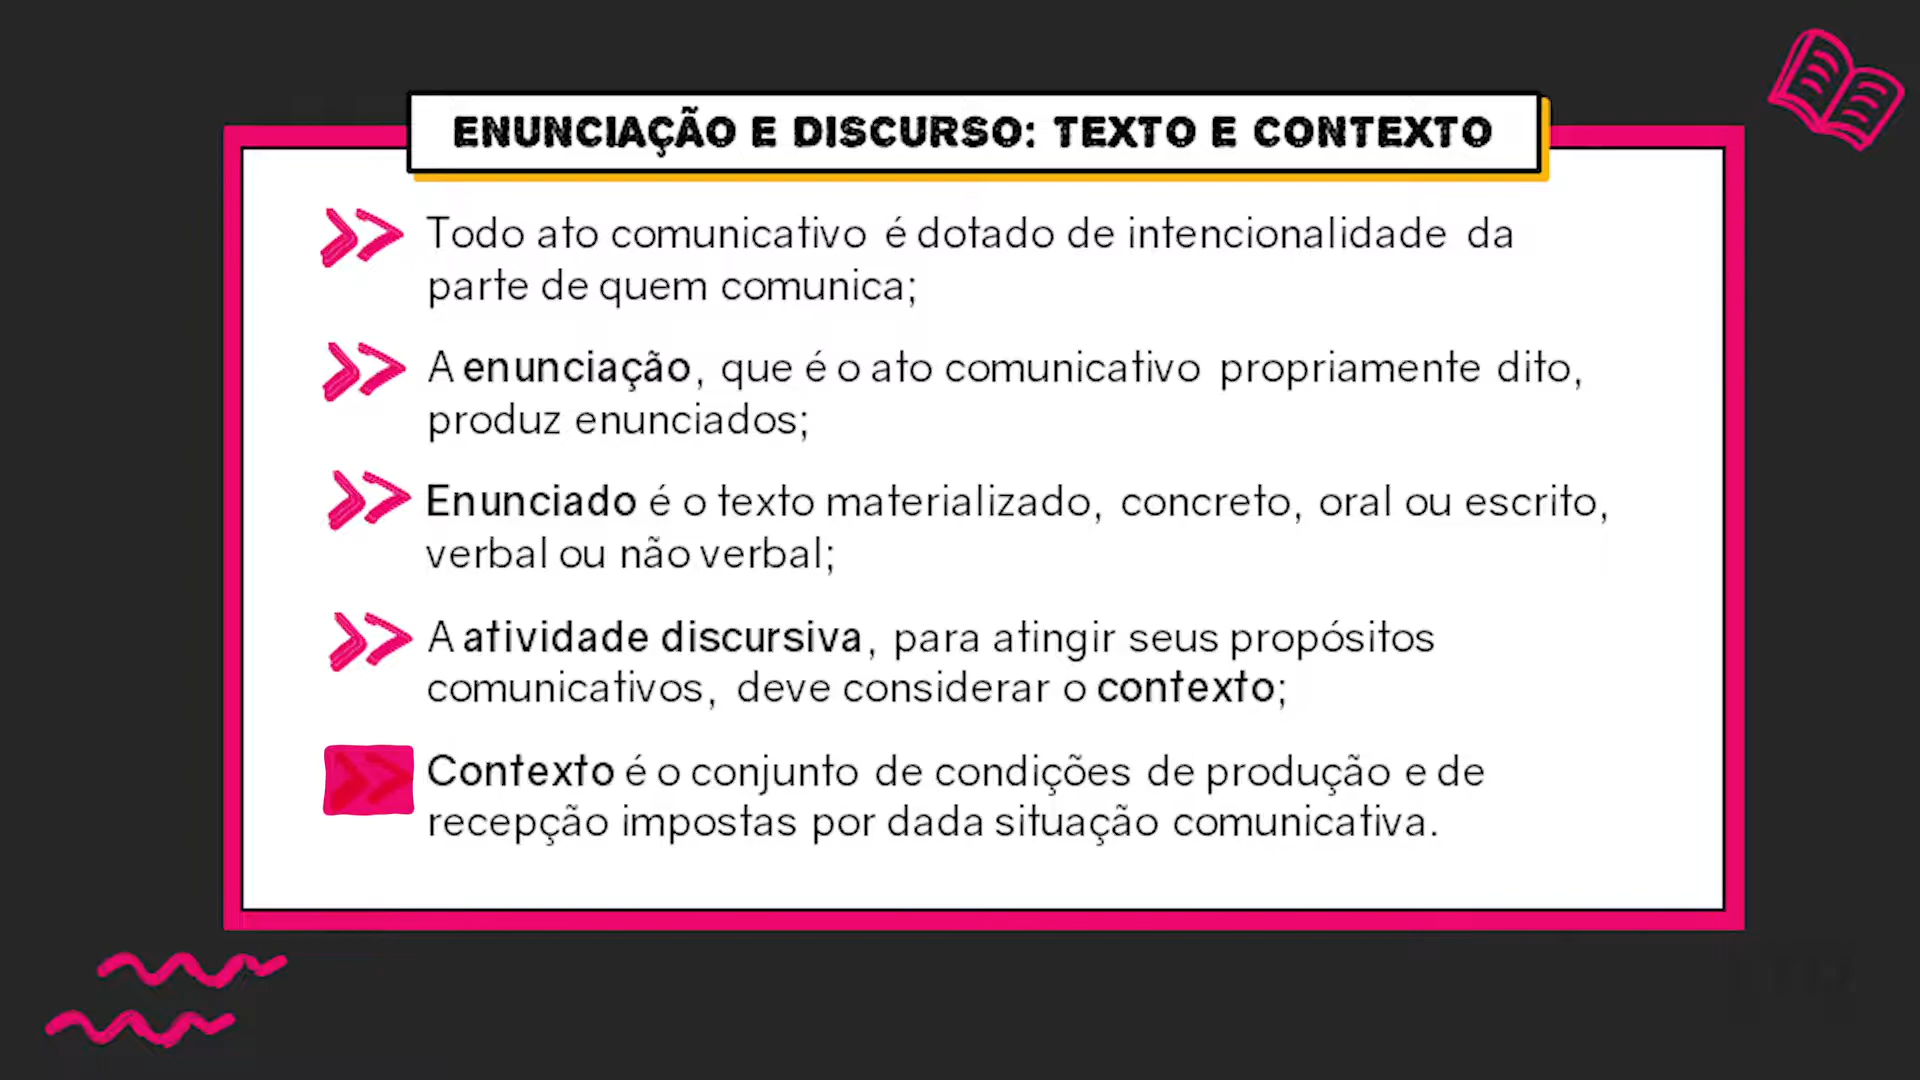 ENUNCIAÇÃO E DISCURSO: TEXTO E CONTEXTO
Todo ato comunicativo é dotado de intencionalidade da
parte de quem comunica;
A enunciação, que é o ato comunicativo propriamente dito,
produz enunciados;
Enunciado é o texto materializado, concreto, oral ou escrito,
verbal ou não verbal;
A atividade discursiva, para atingir seus propósitos
comunicativos, deve considerar o contexto;
Contexto é o conjunto de condições de produção e de
recepção impostas por dada situação comunicativa.